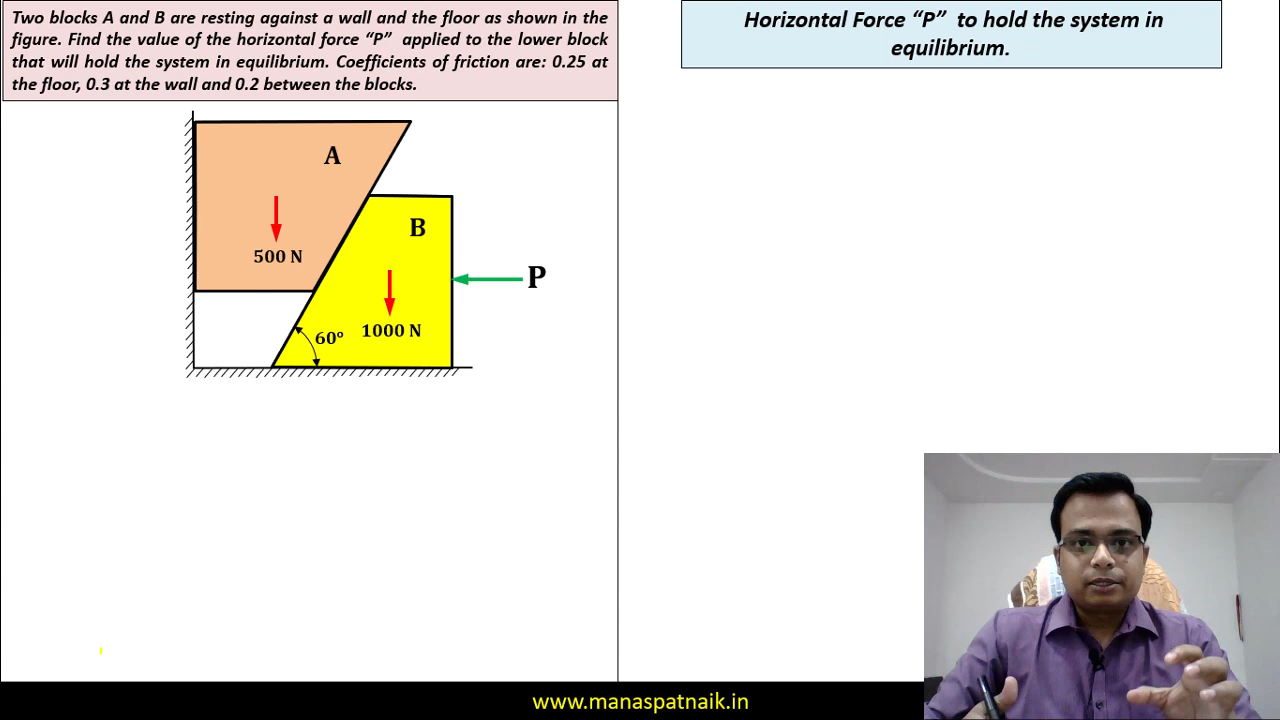 Two blocks A and B are resting against a wall and the floor as shown in the
figure. Find the value of the horizontal force “P” applied to the lower block
that will hold the system in equilibrium. Coefficients of friction are: 0.25 at
the floor, 0.3 at the wall and 0.2 between the blocks.
Horizontal Force “P” to hold the system in
equilibrium.
A
B
500 N
P
60º
1000 N
www.manaspatnaik.in